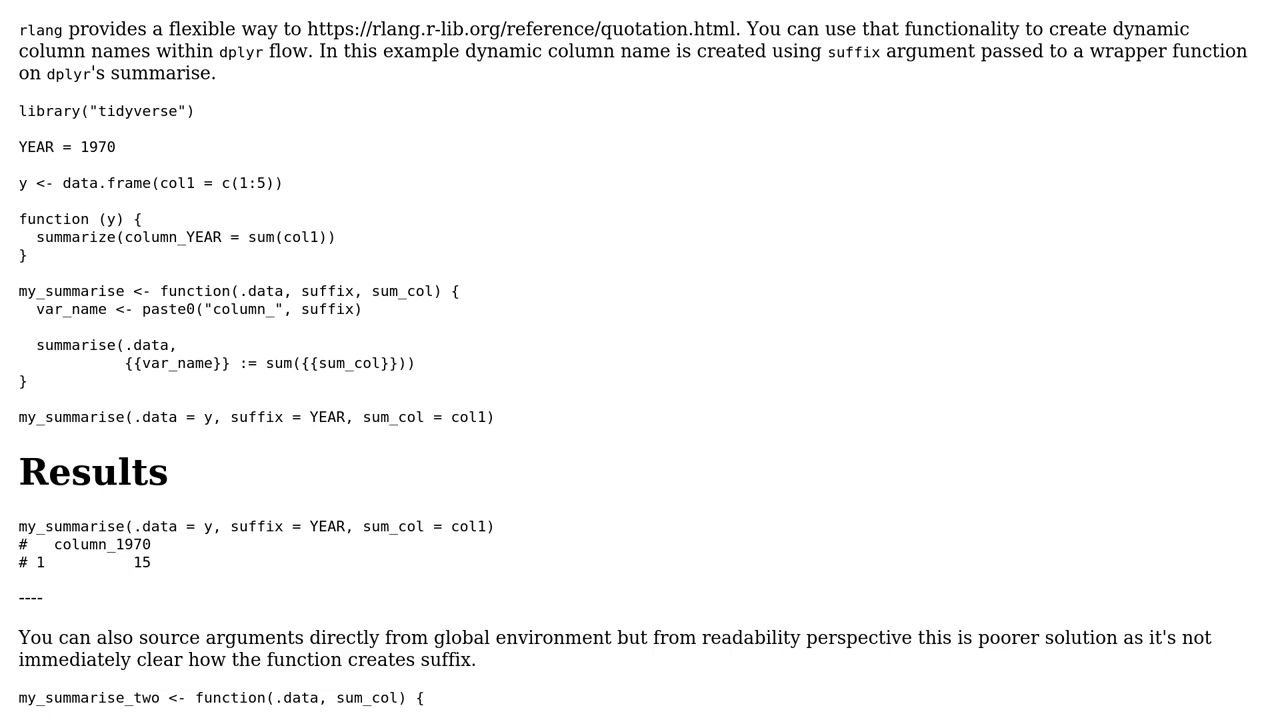 rlang provides a flexible way to https://rlang.r-lib.org/reference/quotation.html. You can use that functionality to create dynamic
column names within dplyr flow. In this example dynamic column name is created using suffix argument passed to a wrapper function
on dplyr's summarise.
library("tidyverse")
YEAR = 1970
y <- data.frame(col1 = c(1:5))
function (y) {
  summarize(column_YEAR = sum(col1))
}
my_summarise <- function(.data, suffix, sum_col) {
  var_name <- paste0("column_", suffix)
  summarise(.data,
            {{var_name}} := sum({{sum_col}}))
}
my_summarise(.data = y, suffix = YEAR, sum_col = col1)
Results
my_summarise(.data = y, suffix = YEAR, sum_col = col1)
#   column_1970
# 1          15
----
You can also source arguments directly from global environment but from readability perspective this is poorer solution as it's not
immediately clear how the function creates suffix.
my_summarise_two <- function(.data, sum_col) {